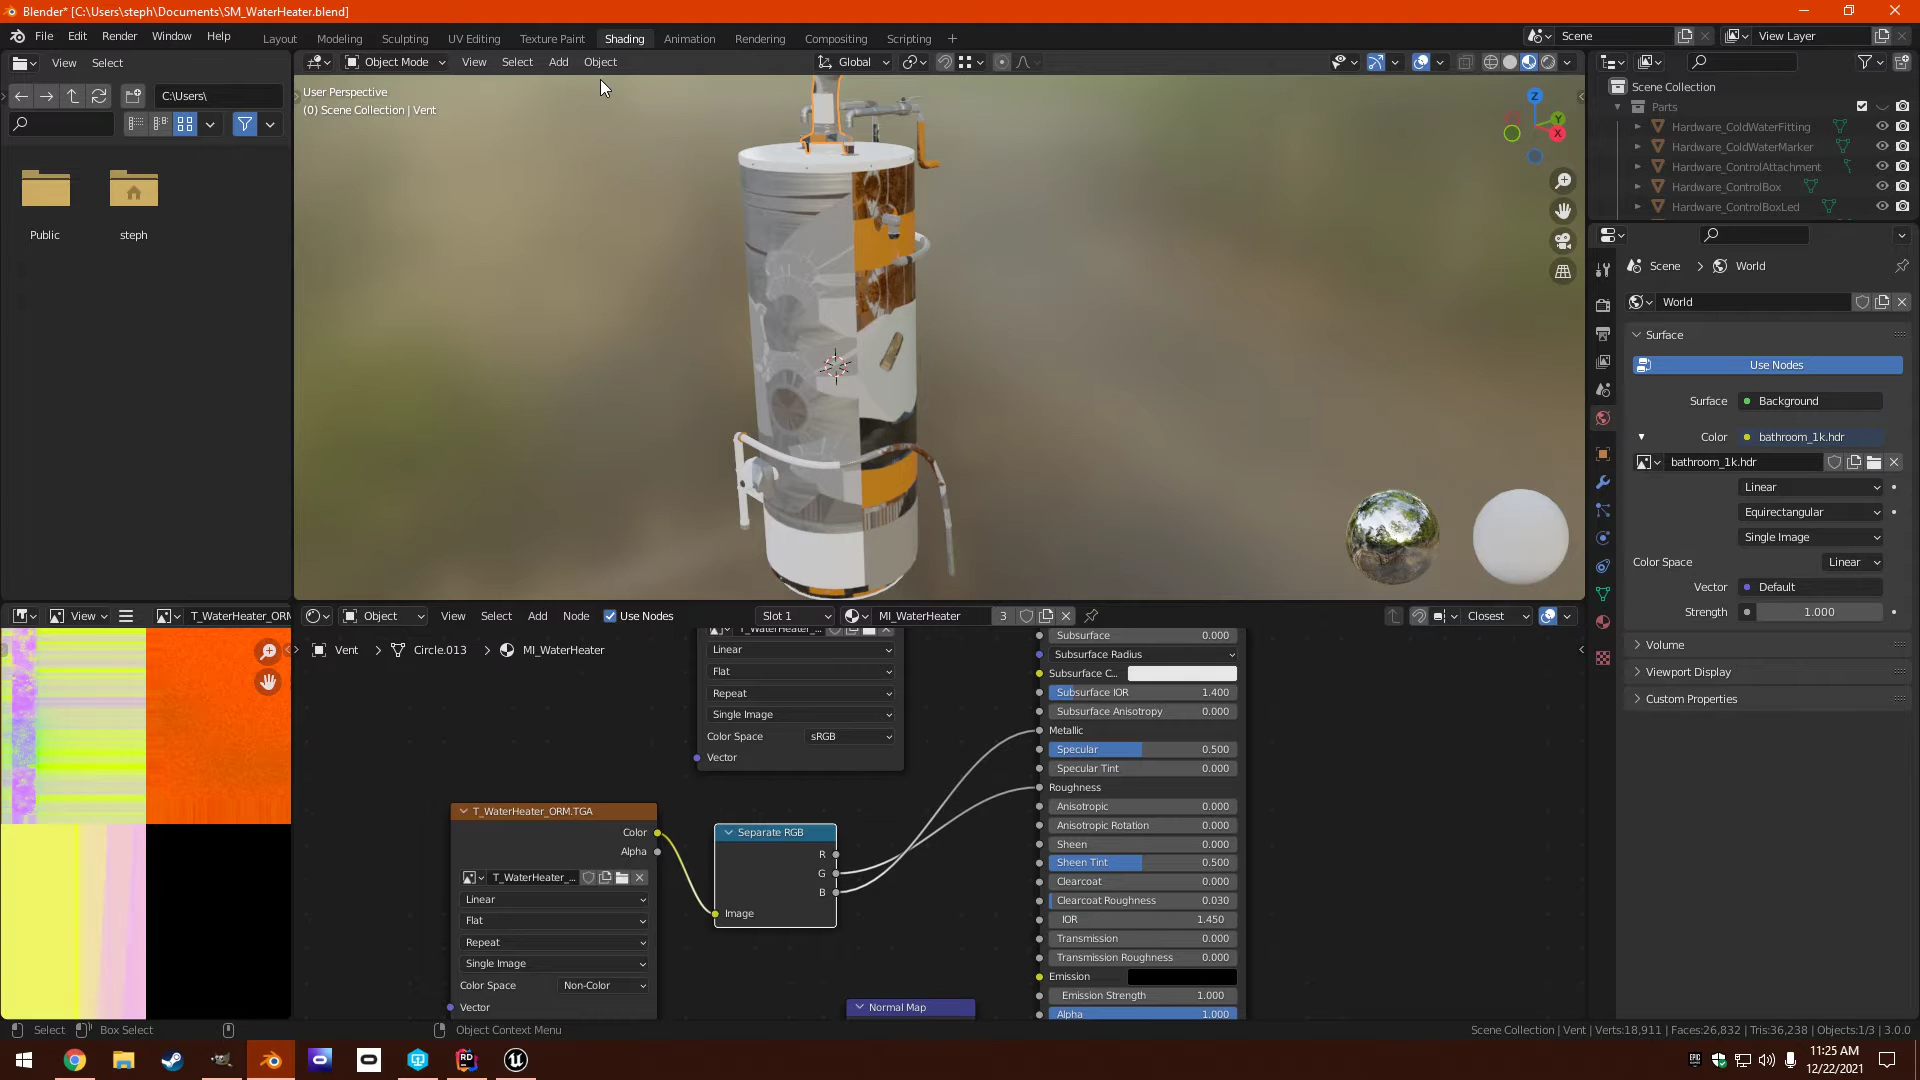 Blender* [C:\Users\steph\Documents\SM_WaterHeater.blend]
File Edit Render Window Help
Layout Modeling Sculpting UV Editing Texture Paint Shading Animation Rendering Compositing Scripting
Scene View Layer
View Select
Object Mode View Select Add Object
Global
C:\Users\
User Perspective
(0) Scene Collection | Vent
Z
Y
X
Public
steph
Scene Collection
Parts
Hardware_ColdWaterFitting
Hardware_ColdWaterMarker
Hardware_ControlAttachment
Hardware_ControlBox
Hardware_ControlBoxLed
Scene > World
World
Surface
Use Nodes
Surface Background
Color bathroom_1k.hdr
bathroom_1k.hdr
Linear
Equirectangular
Single Image
Color Space Linear
Vector Default
Strength 1.000
Volume
Viewport Display
Custom Properties
View T_WaterHeater_ORM
Object View Select Add Node Use Nodes Slot 1 MI_WaterHeater 3 Closest
Vent > Circle.013 > MI_WaterHeater
T_WaterHeater_...
Linear
Flat
Repeat
Single Image
Color Space sRGB
Vector
T_WaterHeater_ORM.TGA
Color
Alpha
T_WaterHeater_...
Linear
Flat
Repeat
Single Image
Color Space Non-Color
Vector
Separate RGB
R
G
B
Image
Normal Map
Subsurface 0.000
Subsurface Radius
Subsurface C...
Subsurface IOR 1.400
Subsurface Anisotropy 0.000
Metallic
Specular 0.500
Specular Tint 0.000
Roughness
Anisotropic 0.000
Anisotropic Rotation 0.000
Sheen 0.000
Sheen Tint 0.500
Clearcoat 0.000
Clearcoat Roughness 0.030
IOR 1.450
Transmission 0.000
Transmission Roughness 0.000
Emission
Emission Strength 1.000
Alpha 1.000
Select Box Select Object Context Menu
Scene Collection | Vent | Verts:18,911 | Faces:26,832 | Tris:36,238 | Objects:1/3 | 3.0.0
RD
EPIC
11:25 AM
12/22/2021